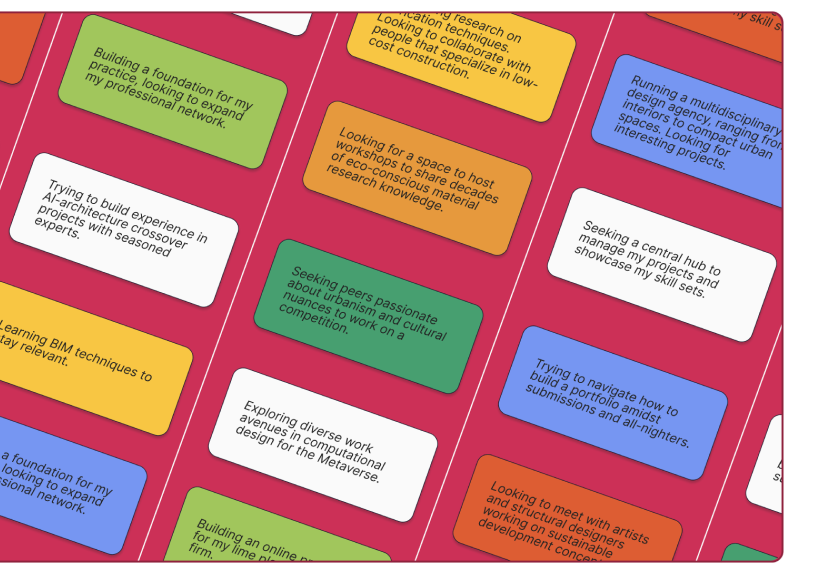 Building a foundation for my
practice, looking to expand
my professional network.
Trying to build experience in
AI-architecture crossover
projects with seasoned
experts.
Learning BIM techniques to
stay relevant.
a foundation for my
looking to expand
network.
research on
techniques.
Looking to collaborate with
people that specialize in low-
cost construction.
Looking for a space to host
workshops to share decades
of eco-conscious material
research knowledge.
Seeking peers passionate
about urbanism and cultural
nuances to work on a
competition.
Exploring diverse work
avenues in computational
design for the Metaverse.
Building an online
for my lime
firm.
my skill
Running a multidisciplinary
design agency, ranging from
interiors to compact urban
spaces. Looking for
interesting projects.
Seeking a central hub to
manage my projects and
showcase my skill sets.
Trying to navigate how to
build a portfolio amidst
submissions and all-nighters.
Looking to meet with artists
and structural designers
working on sustainable
development